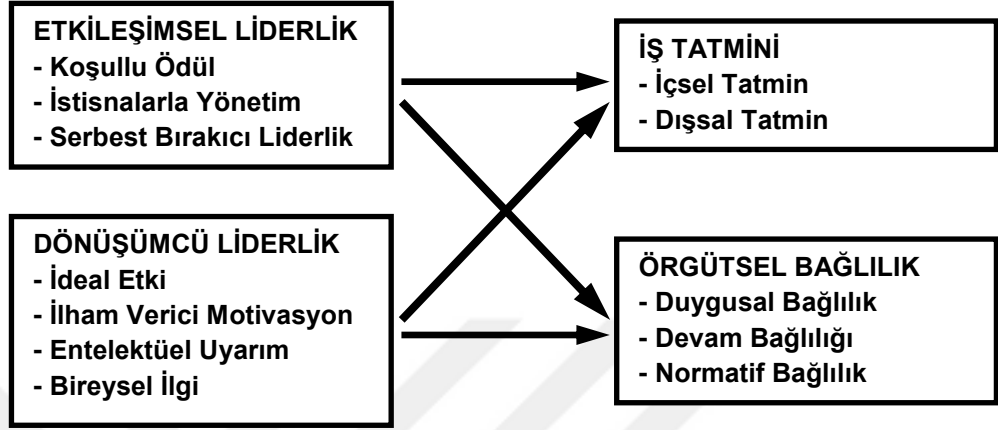 ETKİLEŞİMSEL LİDERLİK
- Koşullu Ödül
- İstisnalarla Yönetim
- Serbest Bırakıcı Liderlik
İŞ TATMİNİ
- İçsel Tatmin
- Dışsal Tatmin
DÖNÜŞÜMCÜ LİDERLİK
- İdeal Etki
- İlham Verici Motivasyon
- Entelektüel Uyarım
- Bireysel İlgi
ÖRGÜTSEL BAĞLILIK
- Duygusal Bağlılık
- Devam Bağlılığı
- Normatif Bağlılık